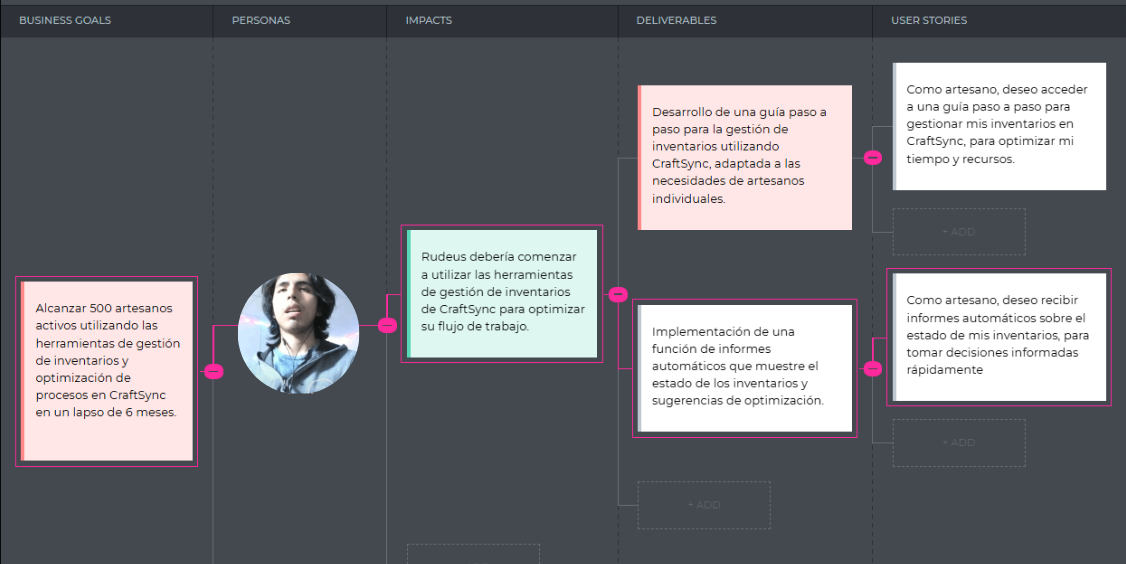 BUSINESS GOALS
PERSONAS
IMPACTS
DELIVERABLES
USER STORIES
Alcanzar 500 artesanos
activos utilizando las
herramientas de gestión
de inventarios y
optimización de
procesos en CraftSync
en un lapso de 6 meses.
Rudeus debería comenzar
a utilizar las herramientas
de gestión de inventarios
de CraftSync para optimizar
su flujo de trabajo.
Desarrollo de una guía paso a
paso para la gestión de
inventarios utilizando
CraftSync, adaptada a las
necesidades de artesanos
individuales.
Como artesano, deseo acceder
a una guía paso a paso para
gestionar mis inventarios en
CraftSync, para optimizar mi
tiempo y recursos.
+ ADD
Implementación de una
función de informes
automáticos que muestre el
estado de los inventarios y
sugerencias de optimización.
Como artesano, deseo recibir
informes automáticos sobre el
estado de mis inventarios, para
tomar decisiones informadas
rápidamente
+ ADD
+ ADD